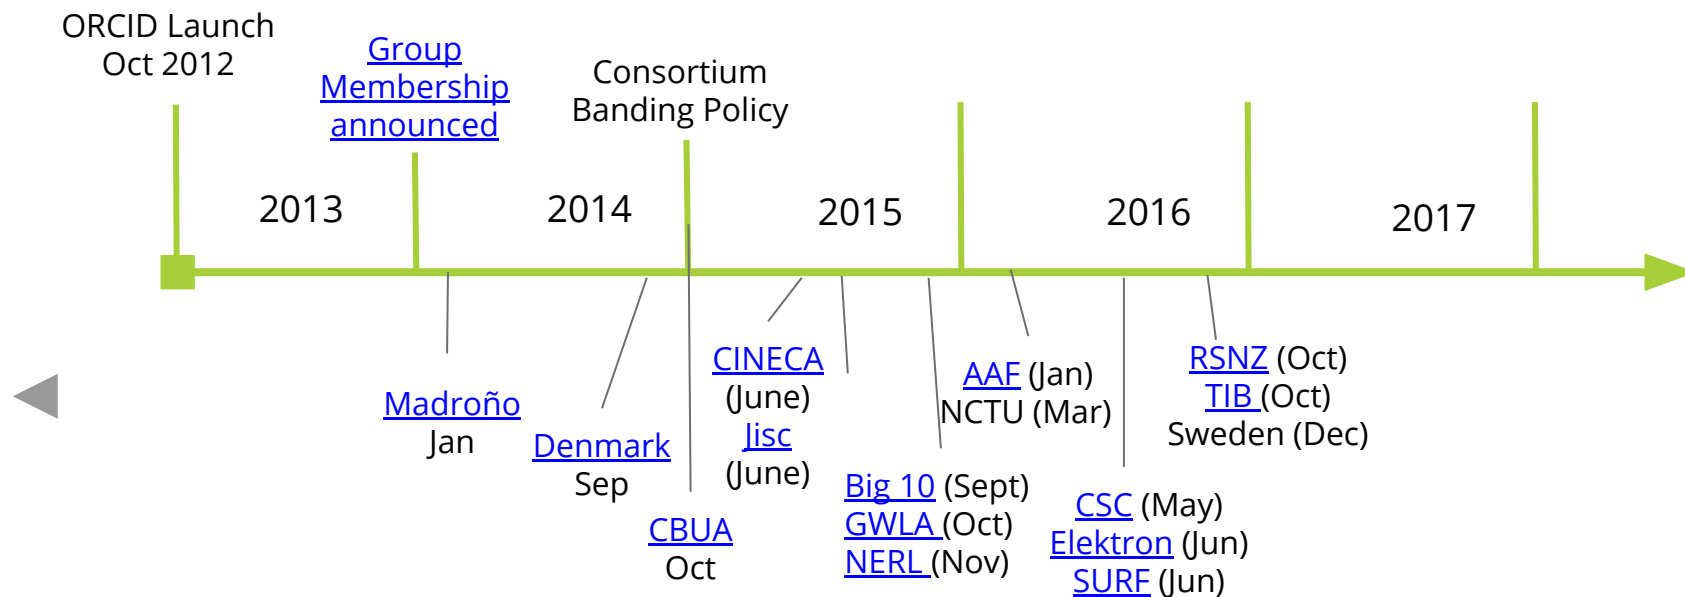 ORCID Launch
Oct 2012
Group
Membership
announced
Consortium
Banding Policy
2013
2014
2015
2016
2017
Madroño
Jan
Denmark
Sep
CBUA
Oct
CINECA
(June)
Jisc
(June)
Big 10 (Sept)
GWLA (Oct)
NERL (Nov)
AAF (Jan)
NCTU (Mar)
CSC (May)
Elektron (Jun)
SURF (Jun)
RSNZ (Oct)
TIB (Oct)
Sweden (Dec)